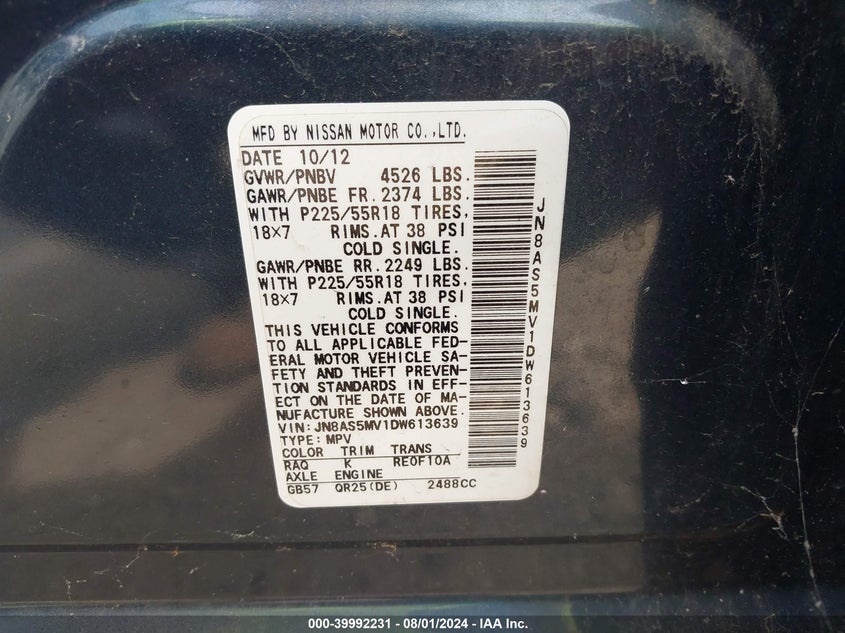 MFD BY NISSAN MOTOR CO.,LTD.
DATE 10/12
GVWR/PNBV 4526 LBS.
GAWR/PNBE FR. 2374 LBS.
WITH P225/55R18 TIRES,
18×7 RIMS.AT 38 PSI
COLD SINGLE.
GAWR/PNBE RR. 2249 LBS.
WITH P225/55R18 TIRES,
18×7 RIMS.AT 38 PSI
COLD SINGLE.
THIS VEHICLE CONFORMS
TO ALL APPLICABLE FED-
ERAL MOTOR VEHICLE SA-
FETY AND THEFT PREVEN-
TION STANDARDS IN EFF-
ECT ON THE DATE OF MA-
NUFACTURE SHOWN ABOVE.
VIN: JN8AS5MV1DW613639
TYPE: MPV
COLOR TRIM TRANS
RAQ K RE0F10A
AXLE ENGINE
GB57 QR25(DE) 2488CC
JN8AS5MV1DW613639
000-39992231 - 08/01/2024 - IAA Inc.